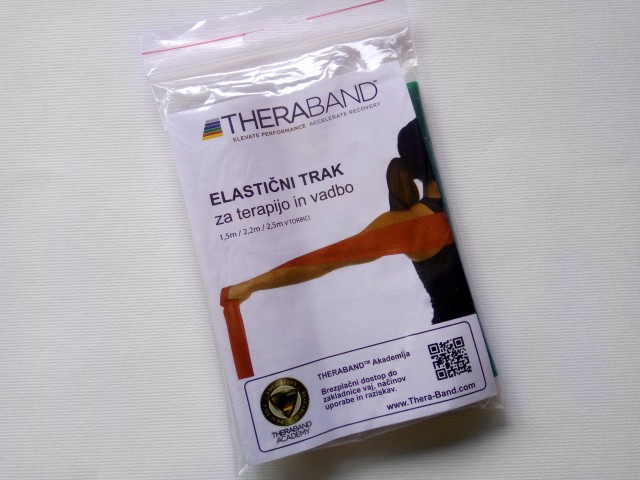 THERABAND™
ELEVATE PERFORMANCE ACCELERATE RECOVERY
ELASTIČNI TRAK
za terapijo in vadbo
1,5m / 2,2m / 2,5m V TORBICI
THERABAND™ Akademija
Brezplačni dostop do
zakladnice vaj, načinov
uporabe in raziskav.
www.Thera-Band.com
THERABAND
ACADEMY